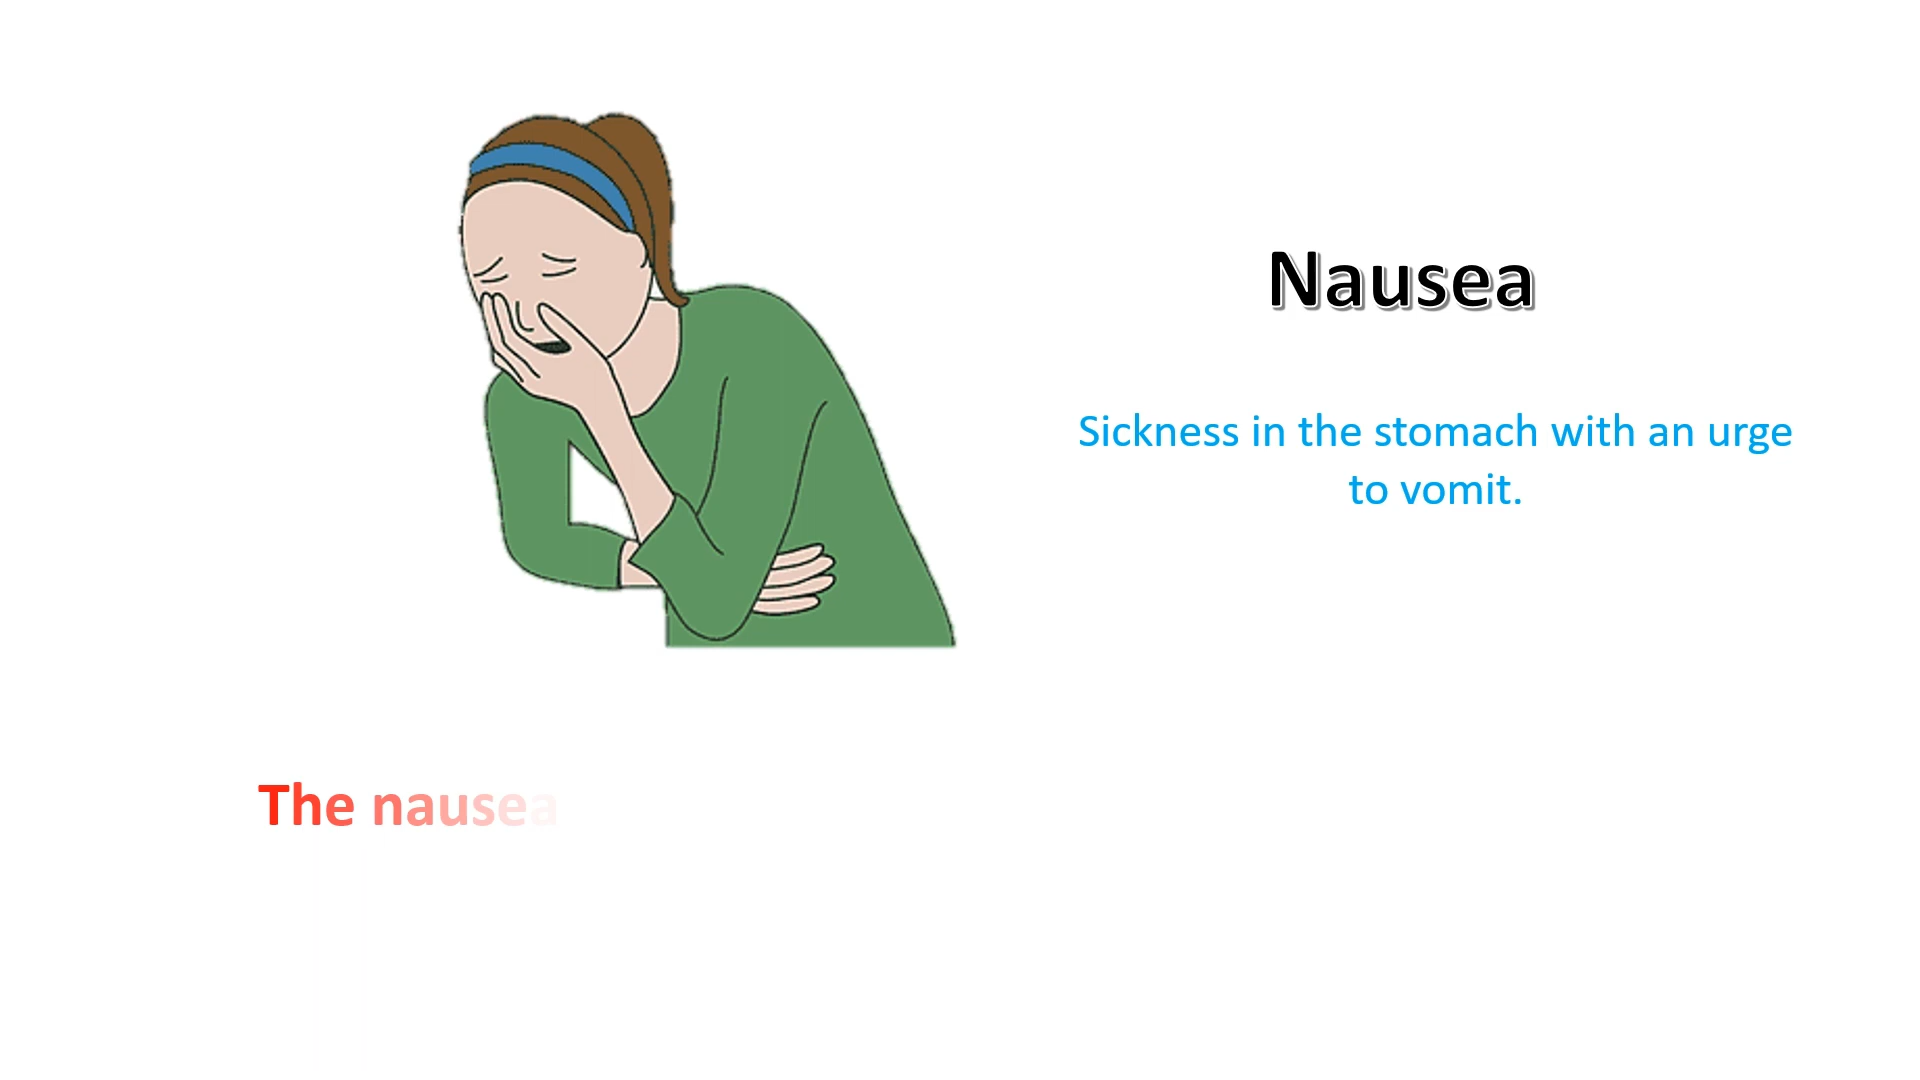 Nausea
Sickness in the stomach with an urge
to vomit.
The nausea